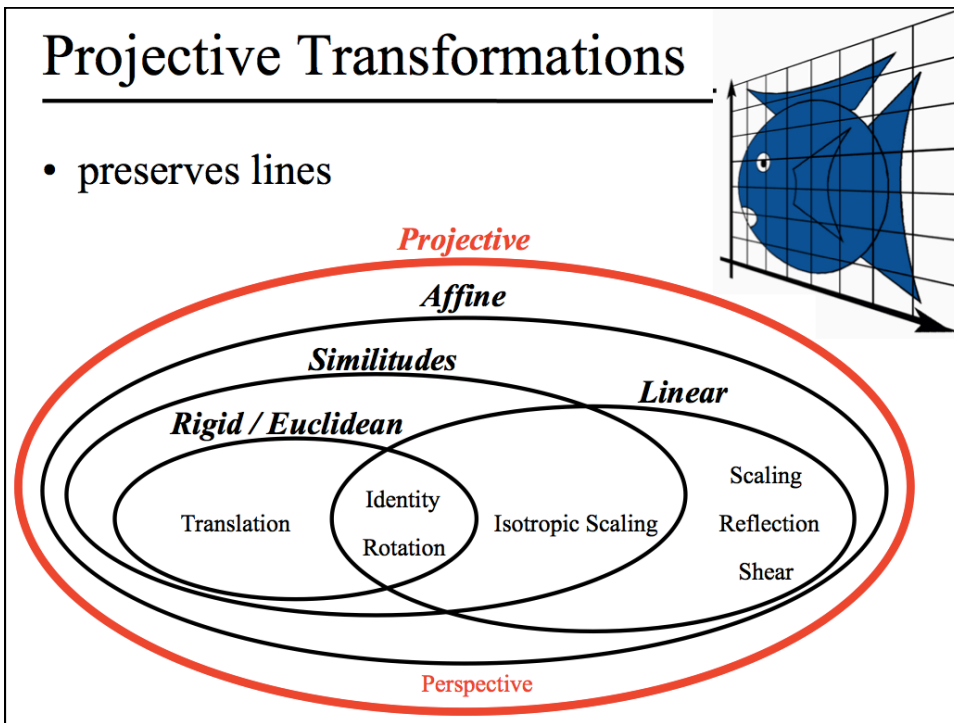 Projective Transformations
• preserves lines
Projective
Affine
Similitudes
Linear
Rigid / Euclidean
Scaling
Identity
Translation
Isotropic Scaling
Reflection
Rotation
Shear
Perspective